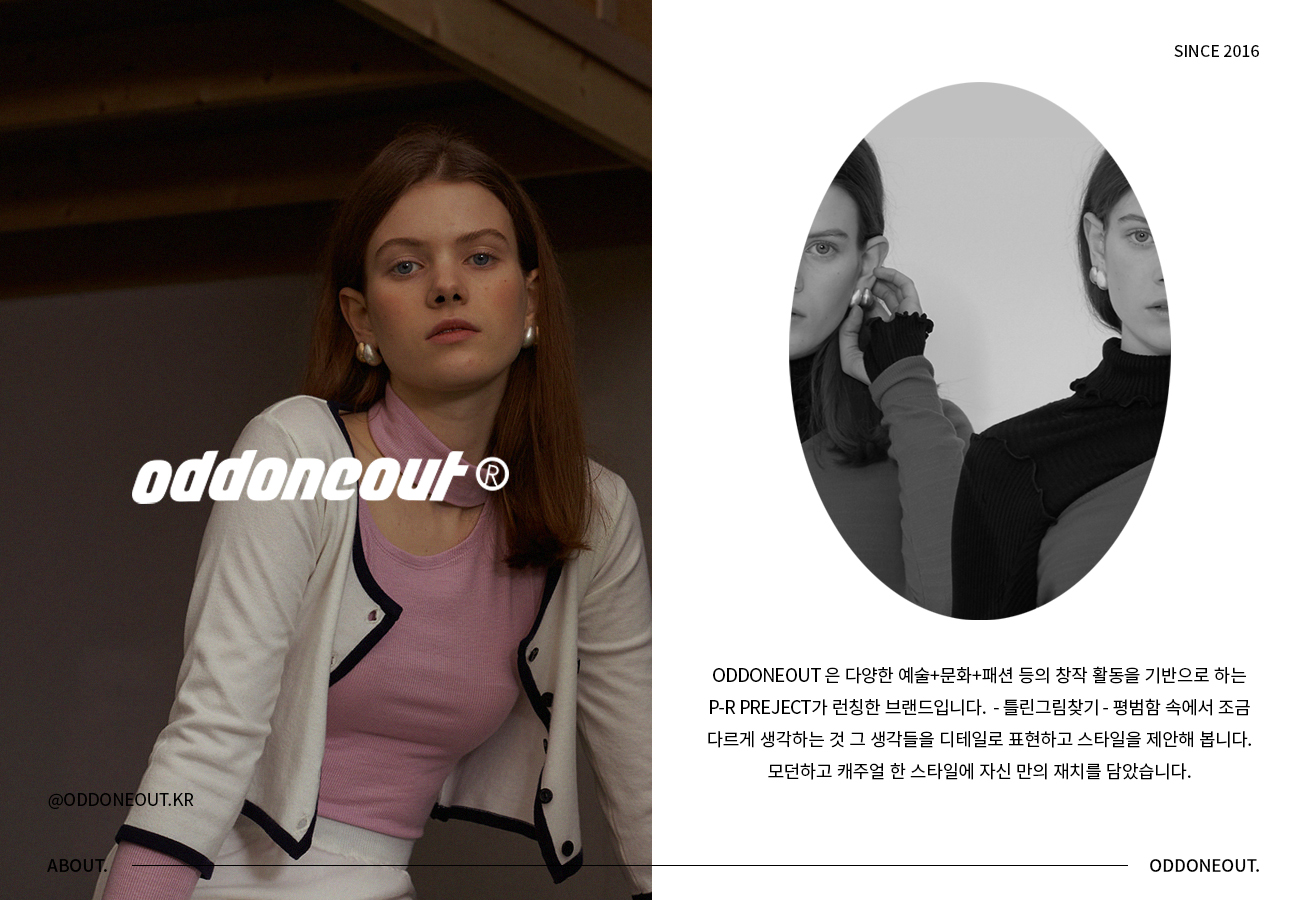 SINCE 2016
oddoneout®
ODDONEOUT 은 다양한 예술+문화+패션 등의 창작 활동을 기반으로 하는
P-R PREJECT가 런칭한 브랜드입니다. - 틀린그림찾기 - 평범함 속에서 조금
다르게 생각하는 것 그 생각들을 디테일로 표현하고 스타일을 제안해 봅니다.
모던하고 캐주얼 한 스타일에 자신 만의 재치를 담았습니다.
@ODDONEOUT.KR
ABOUT.
ODDONEOUT.